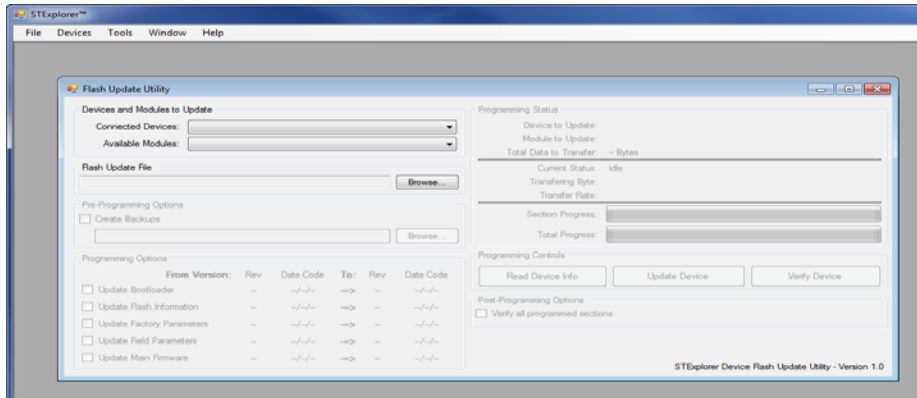 STExplorer™
File Devices Tools Window Help
Flash Update Utility
Devices and Modules to Update
Connected Devices:
Available Modules:
Flash Update File
Browse...
Pre-Programming Options
Create Backups
Browse...
Programming Options
From Version: Rev Date Code To: Rev Date Code
Update Bootloader -- --/--/-- ==> -- --/--/--
Update Flash Information -- --/--/-- ==> -- --/--/--
Update Factory Parameters -- --/--/-- ==> -- --/--/--
Update Field Parameters -- --/--/-- ==> -- --/--/--
Update Main Firmware -- --/--/-- ==> -- --/--/--
Programming Status
Device to Update:
Module to Update:
Total Data to Transfer: -- Bytes
Current Status: Idle
Transfering Byte:
Transfer Rate:
Section Progress:
Total Progress:
Programming Controls
Read Device Info Update Device Verify Device
Post-Programming Options
Verify all programmed sections
STExplorer Device Flash Update Utility - Version 1.0